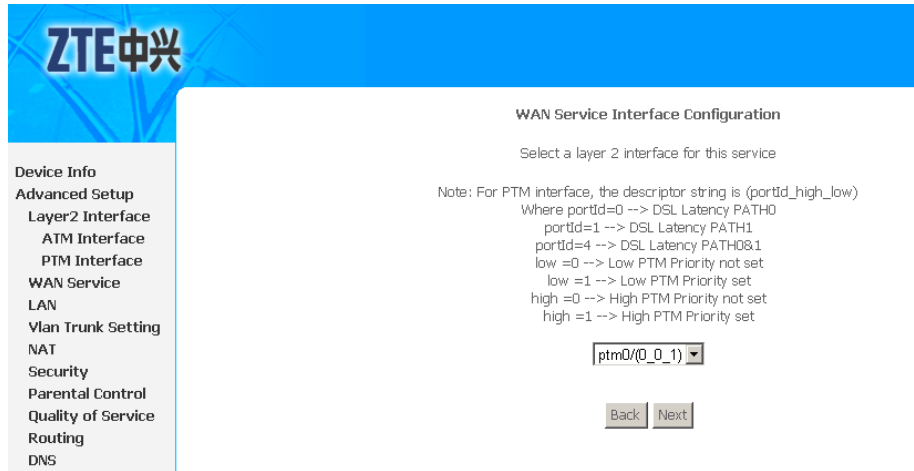 ZTE中兴
WAN Service Interface Configuration
Select a layer 2 interface for this service
Note: For PTM interface, the descriptor string is (portId_high_low)
Where portId=0 --> DSL Latency PATH0
portId=1 --> DSL Latency PATH1
portId=4 --> DSL Latency PATH0&1
low =0 --> Low PTM Priority not set
low =1 --> Low PTM Priority set
high =0 --> High PTM Priority not set
high =1 --> High PTM Priority set
ptm0/(0_0_1)
Back Next
Device Info
Advanced Setup
Layer2 Interface
ATM Interface
PTM Interface
WAN Service
LAN
Vlan Trunk Setting
NAT
Security
Parental Control
Quality of Service
Routing
DNS